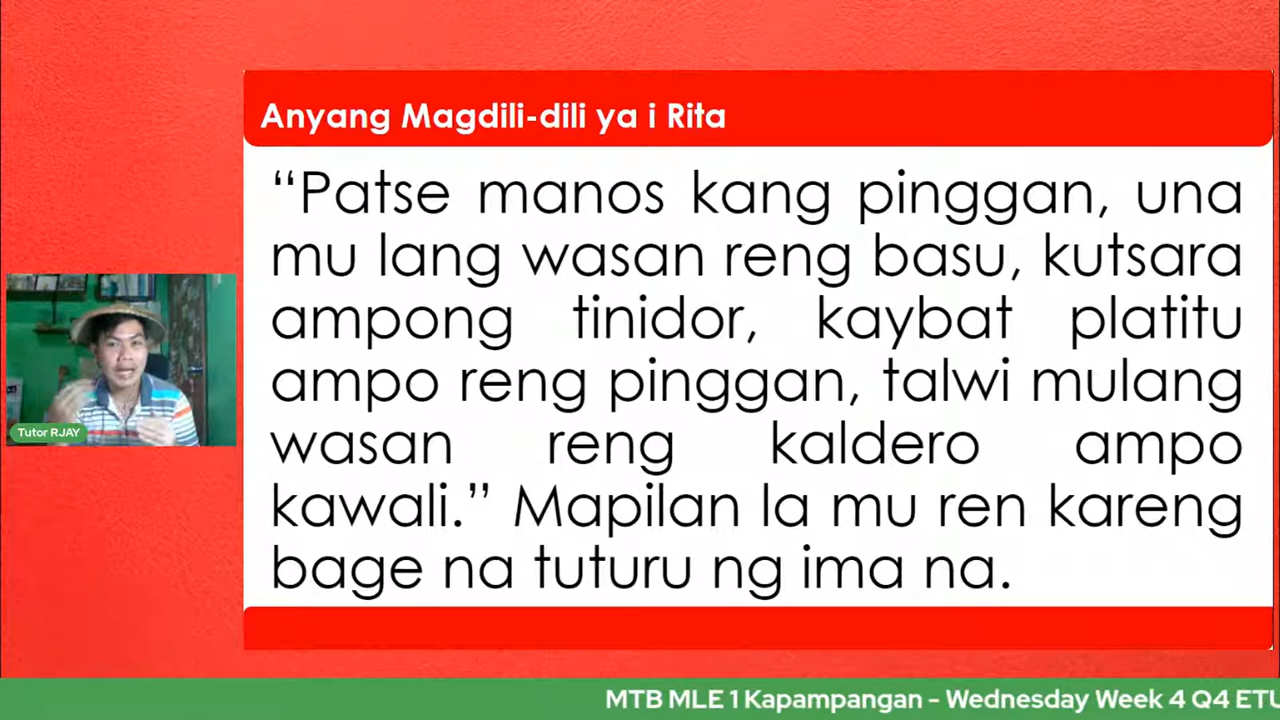 Anyang Magdili-dili ya i Rita
“Patse manos kang pinggan, una
mu lang wasan reng basu, kutsara
ampong tinidor, kaybat platitu
ampo reng pinggan, talwi mulang
wasan reng kaldero ampo
kawali.” Mapilan la mu ren kareng
bage na tuturu ng ima na.
Tutor RJAY
MTB MLE 1 Kapampangan - Wednesday Week 4 Q4 ETU